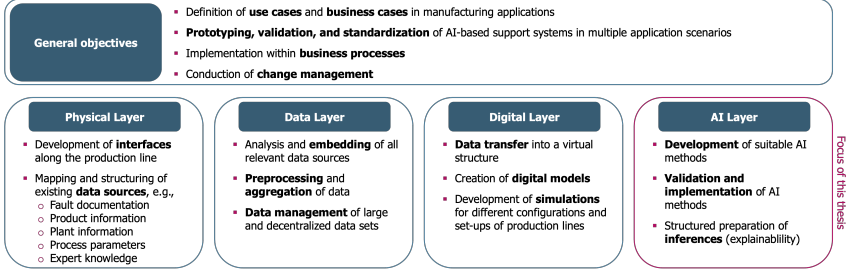 General objectives
▪ Definition of use cases and business cases in manufacturing applications
▪ Prototyping, validation, and standardization of AI-based support systems in multiple application scenarios
▪ Implementation within business processes
▪ Conduction of change management
Physical Layer
▪ Development of interfaces
along the production line
▪ Mapping and structuring of
existing data sources, e.g.,
○ Fault documentation
○ Product information
○ Plant information
○ Process parameters
○ Expert knowledge
Data Layer
▪ Analysis and embedding of all
relevant data sources
▪ Preprocessing and
aggregation of data
▪ Data management of large
and decentralized data sets
Digital Layer
▪ Data transfer into a virtual
structure
▪ Creation of digital models
▪ Development of simulations
for different configurations and
set-ups of production lines
AI Layer
▪ Development of suitable AI
methods
▪ Validation and
implementation of AI
methods
▪ Structured preparation of
inferences (explainablility)
Focus of this thesis